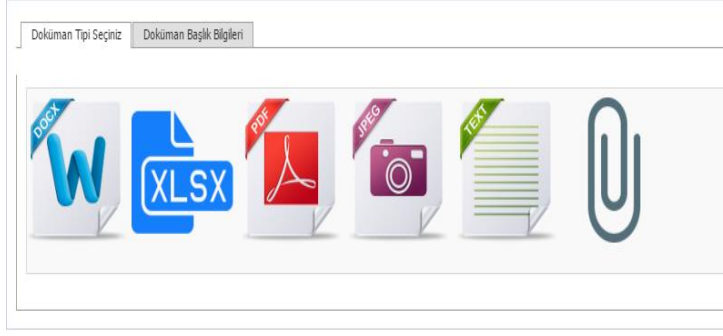 Doküman Tipi Seçiniz
Doküman Başlık Bilgileri
DOCX
W
XLSX
PDF
JPEG
TEXT